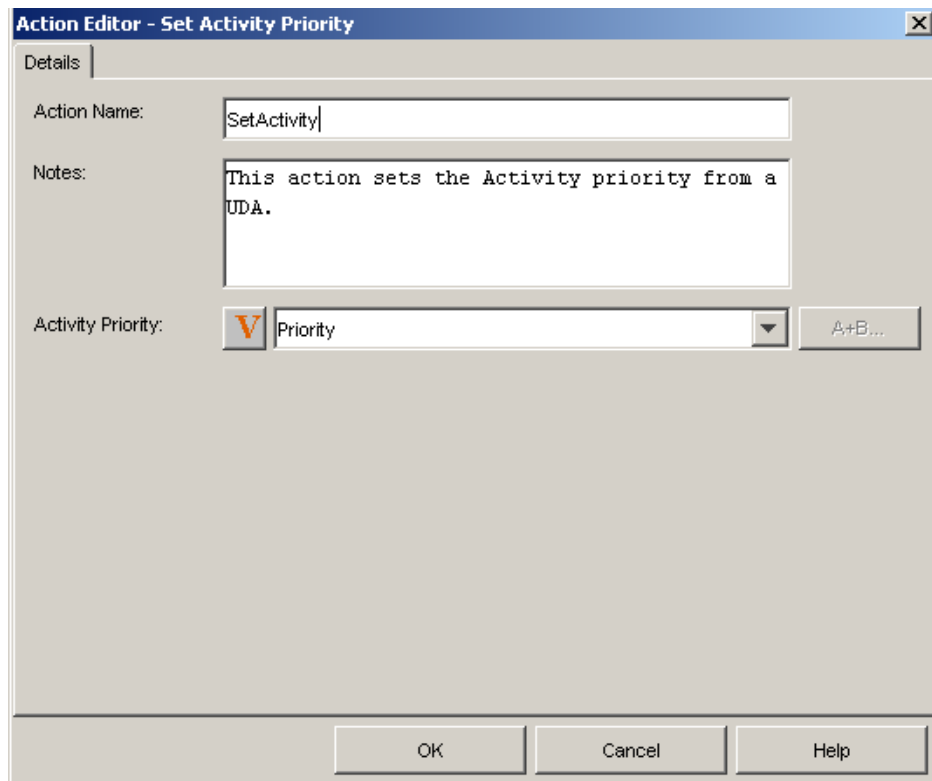 Action Editor - Set Activity Priority
Details
Action Name:
SetActivity
Notes:
This action sets the Activity priority from a
UDA.
Activity Priority:
V
Priority
A+B...
OK
Cancel
Help